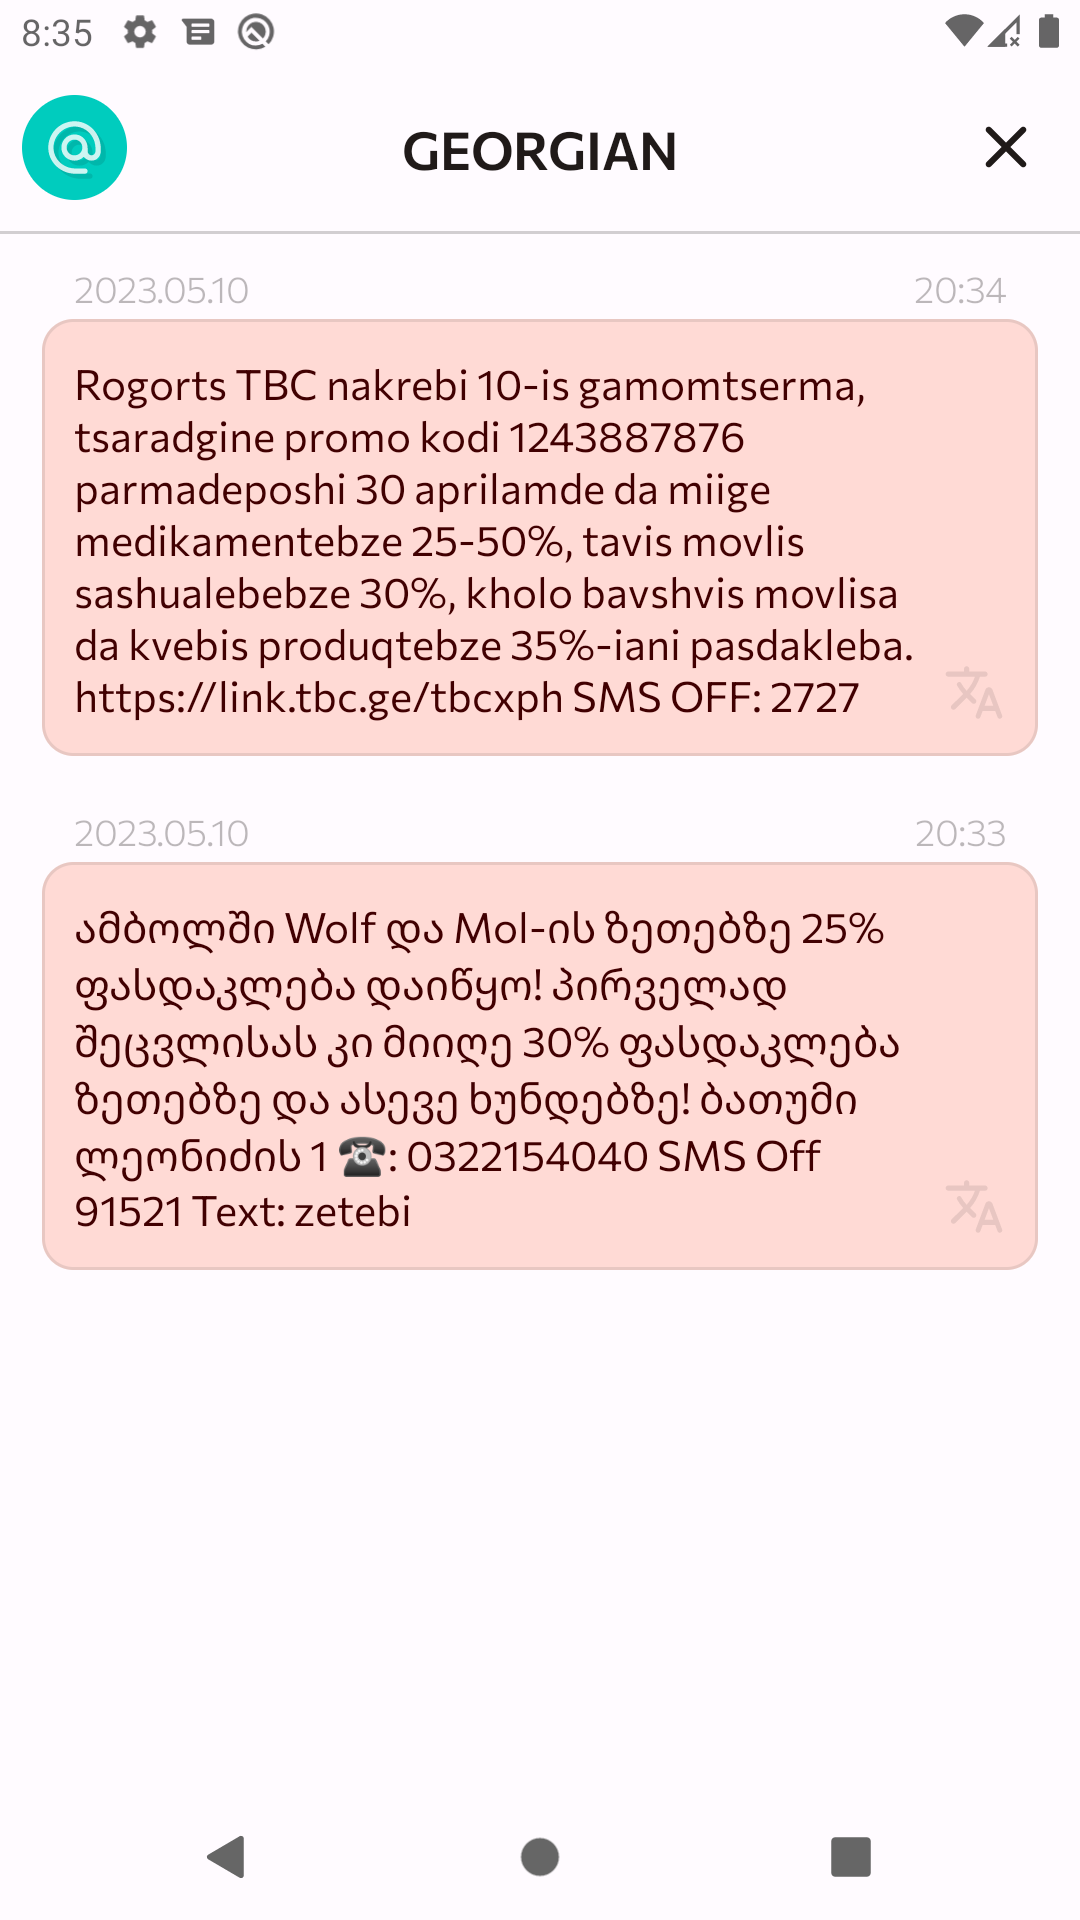 8:35
GEORGIAN
2023.05.10 20:34
Rogorts TBC nakrebi 10-is gamomtserma,
tsaradgine promo kodi 1243887876
parmadeposhi 30 aprilamde da miige
medikamentebze 25-50%, tavis movlis
sashualebebze 30%, kholo bavshvis movlisa
da kvebis produqtebze 35%-iani pasdakleba.
https://link.tbc.ge/tbcxph SMS OFF: 2727
2023.05.10 20:33
ამბოლში Wolf და Mol-ის ზეთებზე 25%
ფასდაკლება დაიწყო! პირველად
შეცვლისას კი მიიღე 30% ფასდაკლება
ზეთებზე და ასევე ხუნდებზე! ბათუმი
ლეონიძის 1 ☎: 0322154040 SMS Off
91521 Text: zetebi